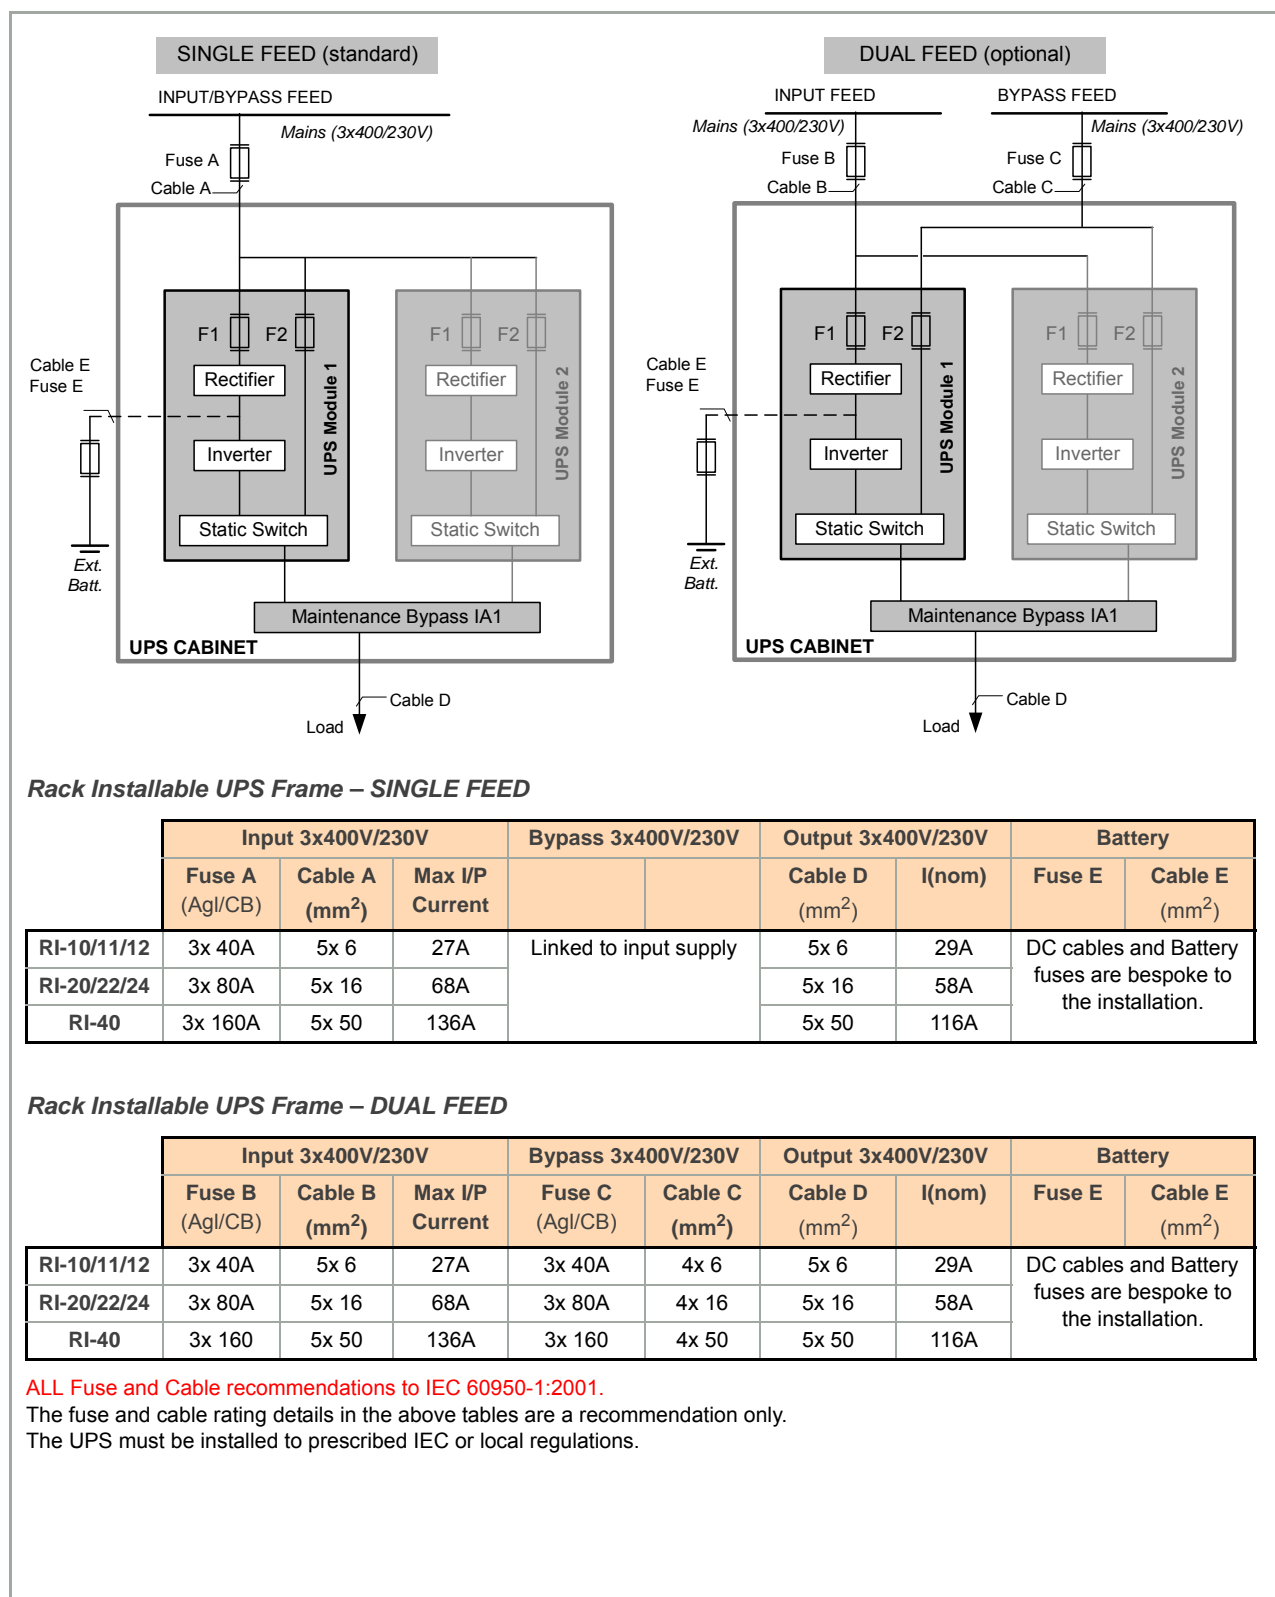 SINGLE FEED (standard)
DUAL FEED (optional)
INPUT/BYPASS FEED
Mains (3x400/230V)
Fuse A
Cable A
F1
F2
Rectifier
Inverter
Static Switch
UPS Module 1
F1
F2
Rectifier
Inverter
Static Switch
UPS Module 2
Cable E
Fuse E
Ext.
Batt.
Maintenance Bypass IA1
UPS CABINET
Cable D
Load
INPUT FEED
BYPASS FEED
Mains (3x400/230V)
Mains (3x400/230V)
Fuse B
Fuse C
Cable B
Cable C
F1
F2
Rectifier
Inverter
Static Switch
UPS Module 1
F1
F2
Rectifier
Inverter
Static Switch
UPS Module 2
Cable E
Fuse E
Ext.
Batt.
Maintenance Bypass IA1
UPS CABINET
Cable D
Load
Rack Installable UPS Frame – SINGLE FEED
Input 3x400V/230V Bypass 3x400V/230V Output 3x400V/230V Battery
Fuse A Cable A Max I/P Cable D I(nom) Fuse E Cable E
(Agl/CB) (mm2) Current (mm2) (mm2)
RI-10/11/12 3x 40A 5x 6 27A Linked to input supply 5x 6 29A DC cables and Battery
RI-20/22/24 3x 80A 5x 16 68A 5x 16 58A fuses are bespoke to
RI-40 3x 160A 5x 50 136A 5x 50 116A the installation.
Rack Installable UPS Frame – DUAL FEED
Input 3x400V/230V Bypass 3x400V/230V Output 3x400V/230V Battery
Fuse B Cable B Max I/P Fuse C Cable C Cable D I(nom) Fuse E Cable E
(Agl/CB) (mm2) Current (Agl/CB) (mm2) (mm2) (mm2)
RI-10/11/12 3x 40A 5x 6 27A 3x 40A 4x 6 5x 6 29A DC cables and Battery
RI-20/22/24 3x 80A 5x 16 68A 3x 80A 4x 16 5x 16 58A fuses are bespoke to
RI-40 3x 160 5x 50 136A 3x 160 4x 50 5x 50 116A the installation.
ALL Fuse and Cable recommendations to IEC 60950-1:2001.
The fuse and cable rating details in the above tables are a recommendation only.
The UPS must be installed to prescribed IEC or local regulations.